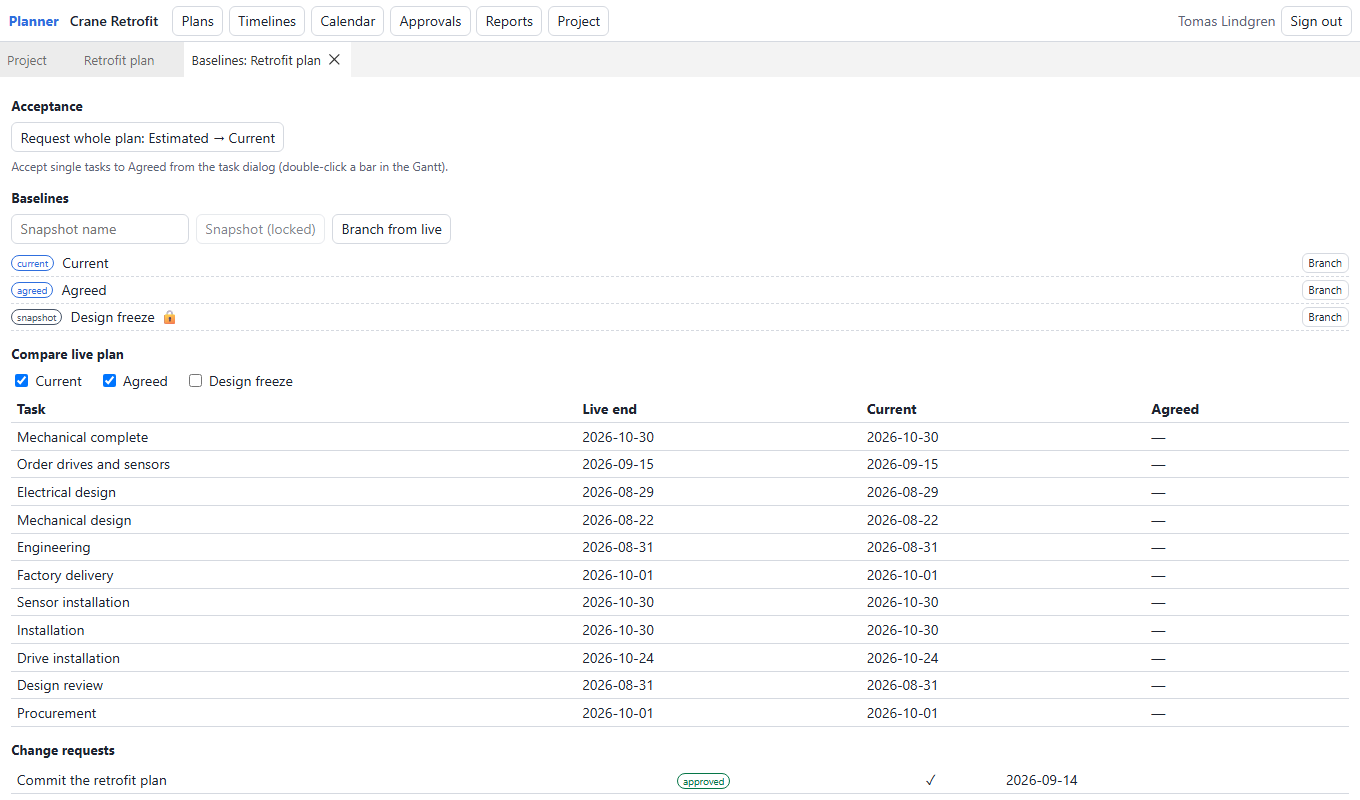 Planner Crane Retrofit Plans Timelines Calendar Approvals Reports Project Tomas Lindgren Sign out
Project Retrofit plan Baselines: Retrofit plan
Acceptance
Request whole plan: Estimated → Current
Accept single tasks to Agreed from the task dialog (double-click a bar in the Gantt).
Baselines
Snapshot name Snapshot (locked) Branch from live
current Current Branch
agreed Agreed Branch
snapshot Design freeze 🔒 Branch
Compare live plan
Current Agreed Design freeze
Task Live end Current Agreed
Mechanical complete 2026-10-30 2026-10-30 —
Order drives and sensors 2026-09-15 2026-09-15 —
Electrical design 2026-08-29 2026-08-29 —
Mechanical design 2026-08-22 2026-08-22 —
Engineering 2026-08-31 2026-08-31 —
Factory delivery 2026-10-01 2026-10-01 —
Sensor installation 2026-10-30 2026-10-30 —
Installation 2026-10-30 2026-10-30 —
Drive installation 2026-10-24 2026-10-24 —
Design review 2026-08-31 2026-08-31 —
Procurement 2026-10-01 2026-10-01 —
Change requests
Commit the retrofit plan approved ✓ 2026-09-14